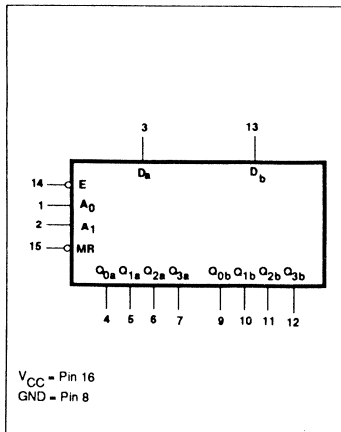 3 13
Da Db
14 E
1 A0
2 A1
15 MR
Q0a Q1a Q2a Q3a Q0b Q1b Q2b Q3b
4 5 6 7 9 10 11 12
VCC = Pin 16
GND = Pin 8